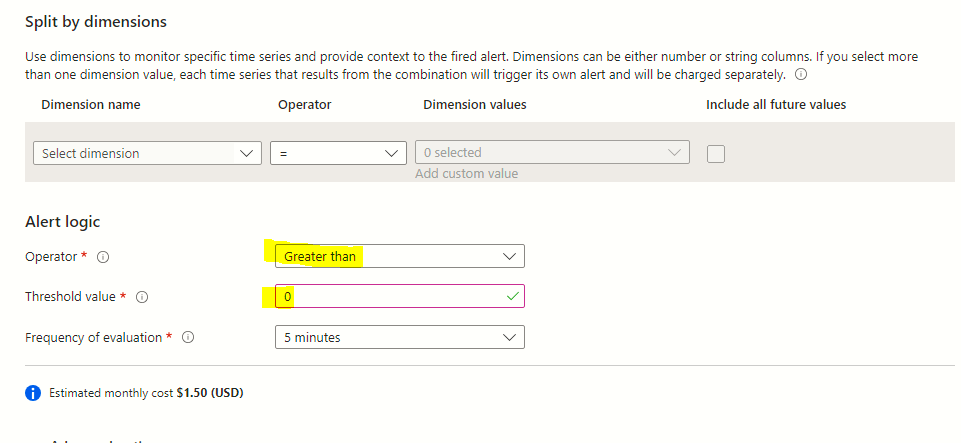 Split by dimensions
Use dimensions to monitor specific time series and provide context to the fired alert. Dimensions can be either number or string columns. If you select more
than one dimension value, each time series that results from the combination will trigger its own alert and will be charged separately.
Dimension name Operator Dimension values Include all future values
Select dimension = 0 selected
Add custom value
Alert logic
Operator * Greater than
Threshold value * 0
Frequency of evaluation * 5 minutes
Estimated monthly cost $1.50 (USD)